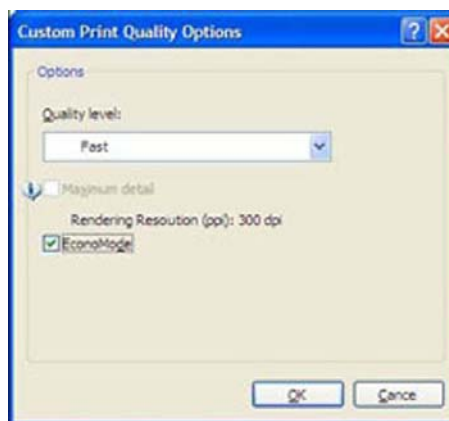 Custom Print Quality Options
Options
Quality level:
Fast
Maximum detail
Rendering Resoution (ppi): 300 dpi
EconoMode
OK
Cance